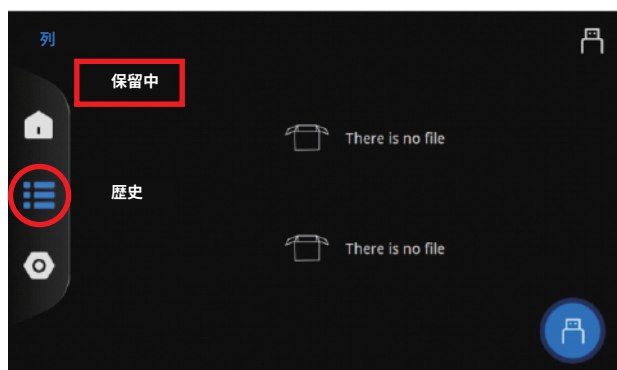 列
保留中
There is no file
歴史
There is no file